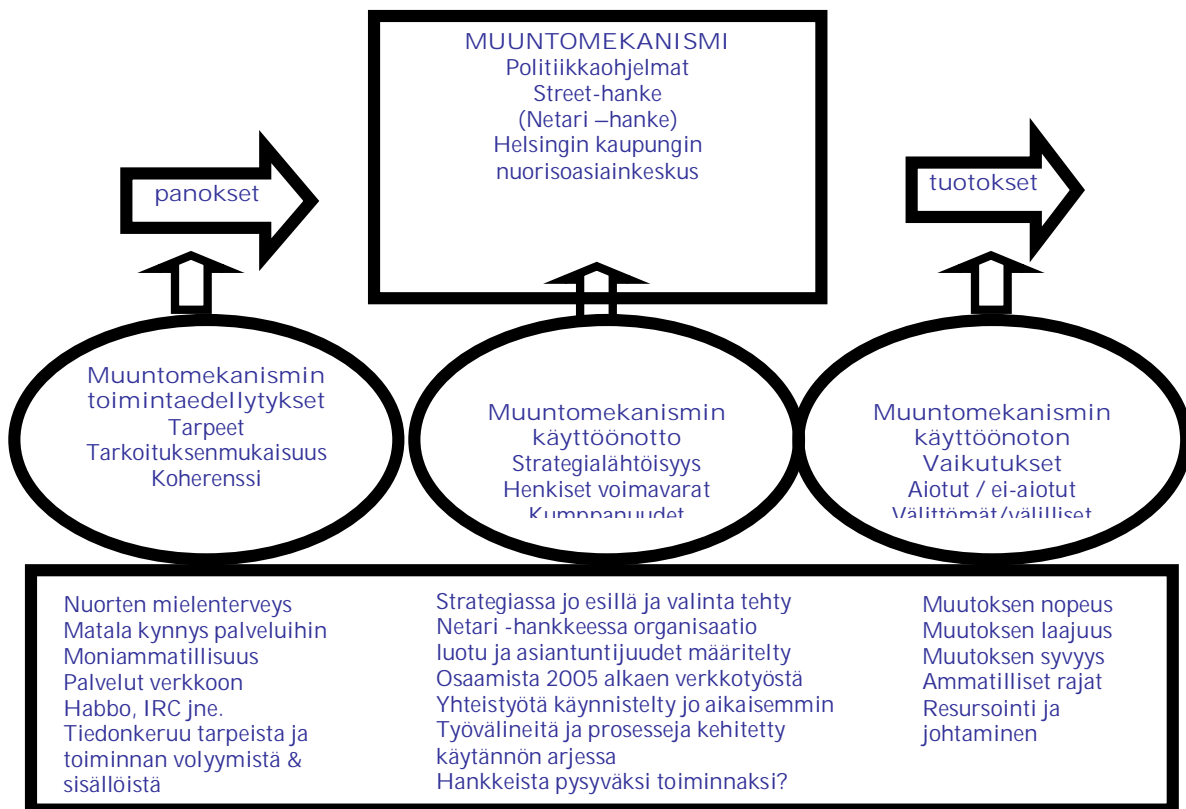 MUUNTOMEKANISMI
Politiikkaohjelmat
Street-hanke
(Netari –hanke)
Helsingin kaupungin
nuorisoasiainkeskus
panokset
tuotokset
Muuntomekanismin
toimintaedellytykset
Tarpeet
Tarkoituksenmukaisuus
Koherenssi
Muuntomekanismin
käyttöönotto
Strategialähtöisyys
Henkiset voimavarat
Kumppanuudet
Muuntomekanismin
käyttöönoton
Vaikutukset
Aiotut / ei-aiotut
Välittömät/välilliset
Nuorten mielenterveys
Matala kynnys palveluihin
Moniammatillisuus
Palvelut verkkoon
Habbo, IRC jne.
Tiedonkeruu tarpeista ja
toiminnan volyymistä &
sisällöistä
Strategiassa jo esillä ja valinta tehty
Netari -hankkeessa organisaatio
luotu ja asiantuntijuudet määritelty
Osaamista 2005 alkaen verkkotyöstä
Yhteistyötä käynnistelty jo aikaisemmin
Työvälineitä ja prosesseja kehitetty
käytännön arjessa
Hankkeista pysyväksi toiminnaksi?
Muutoksen nopeus
Muutoksen laajuus
Muutoksen syvyys
Ammatilliset rajat
Resursointi ja
johtaminen